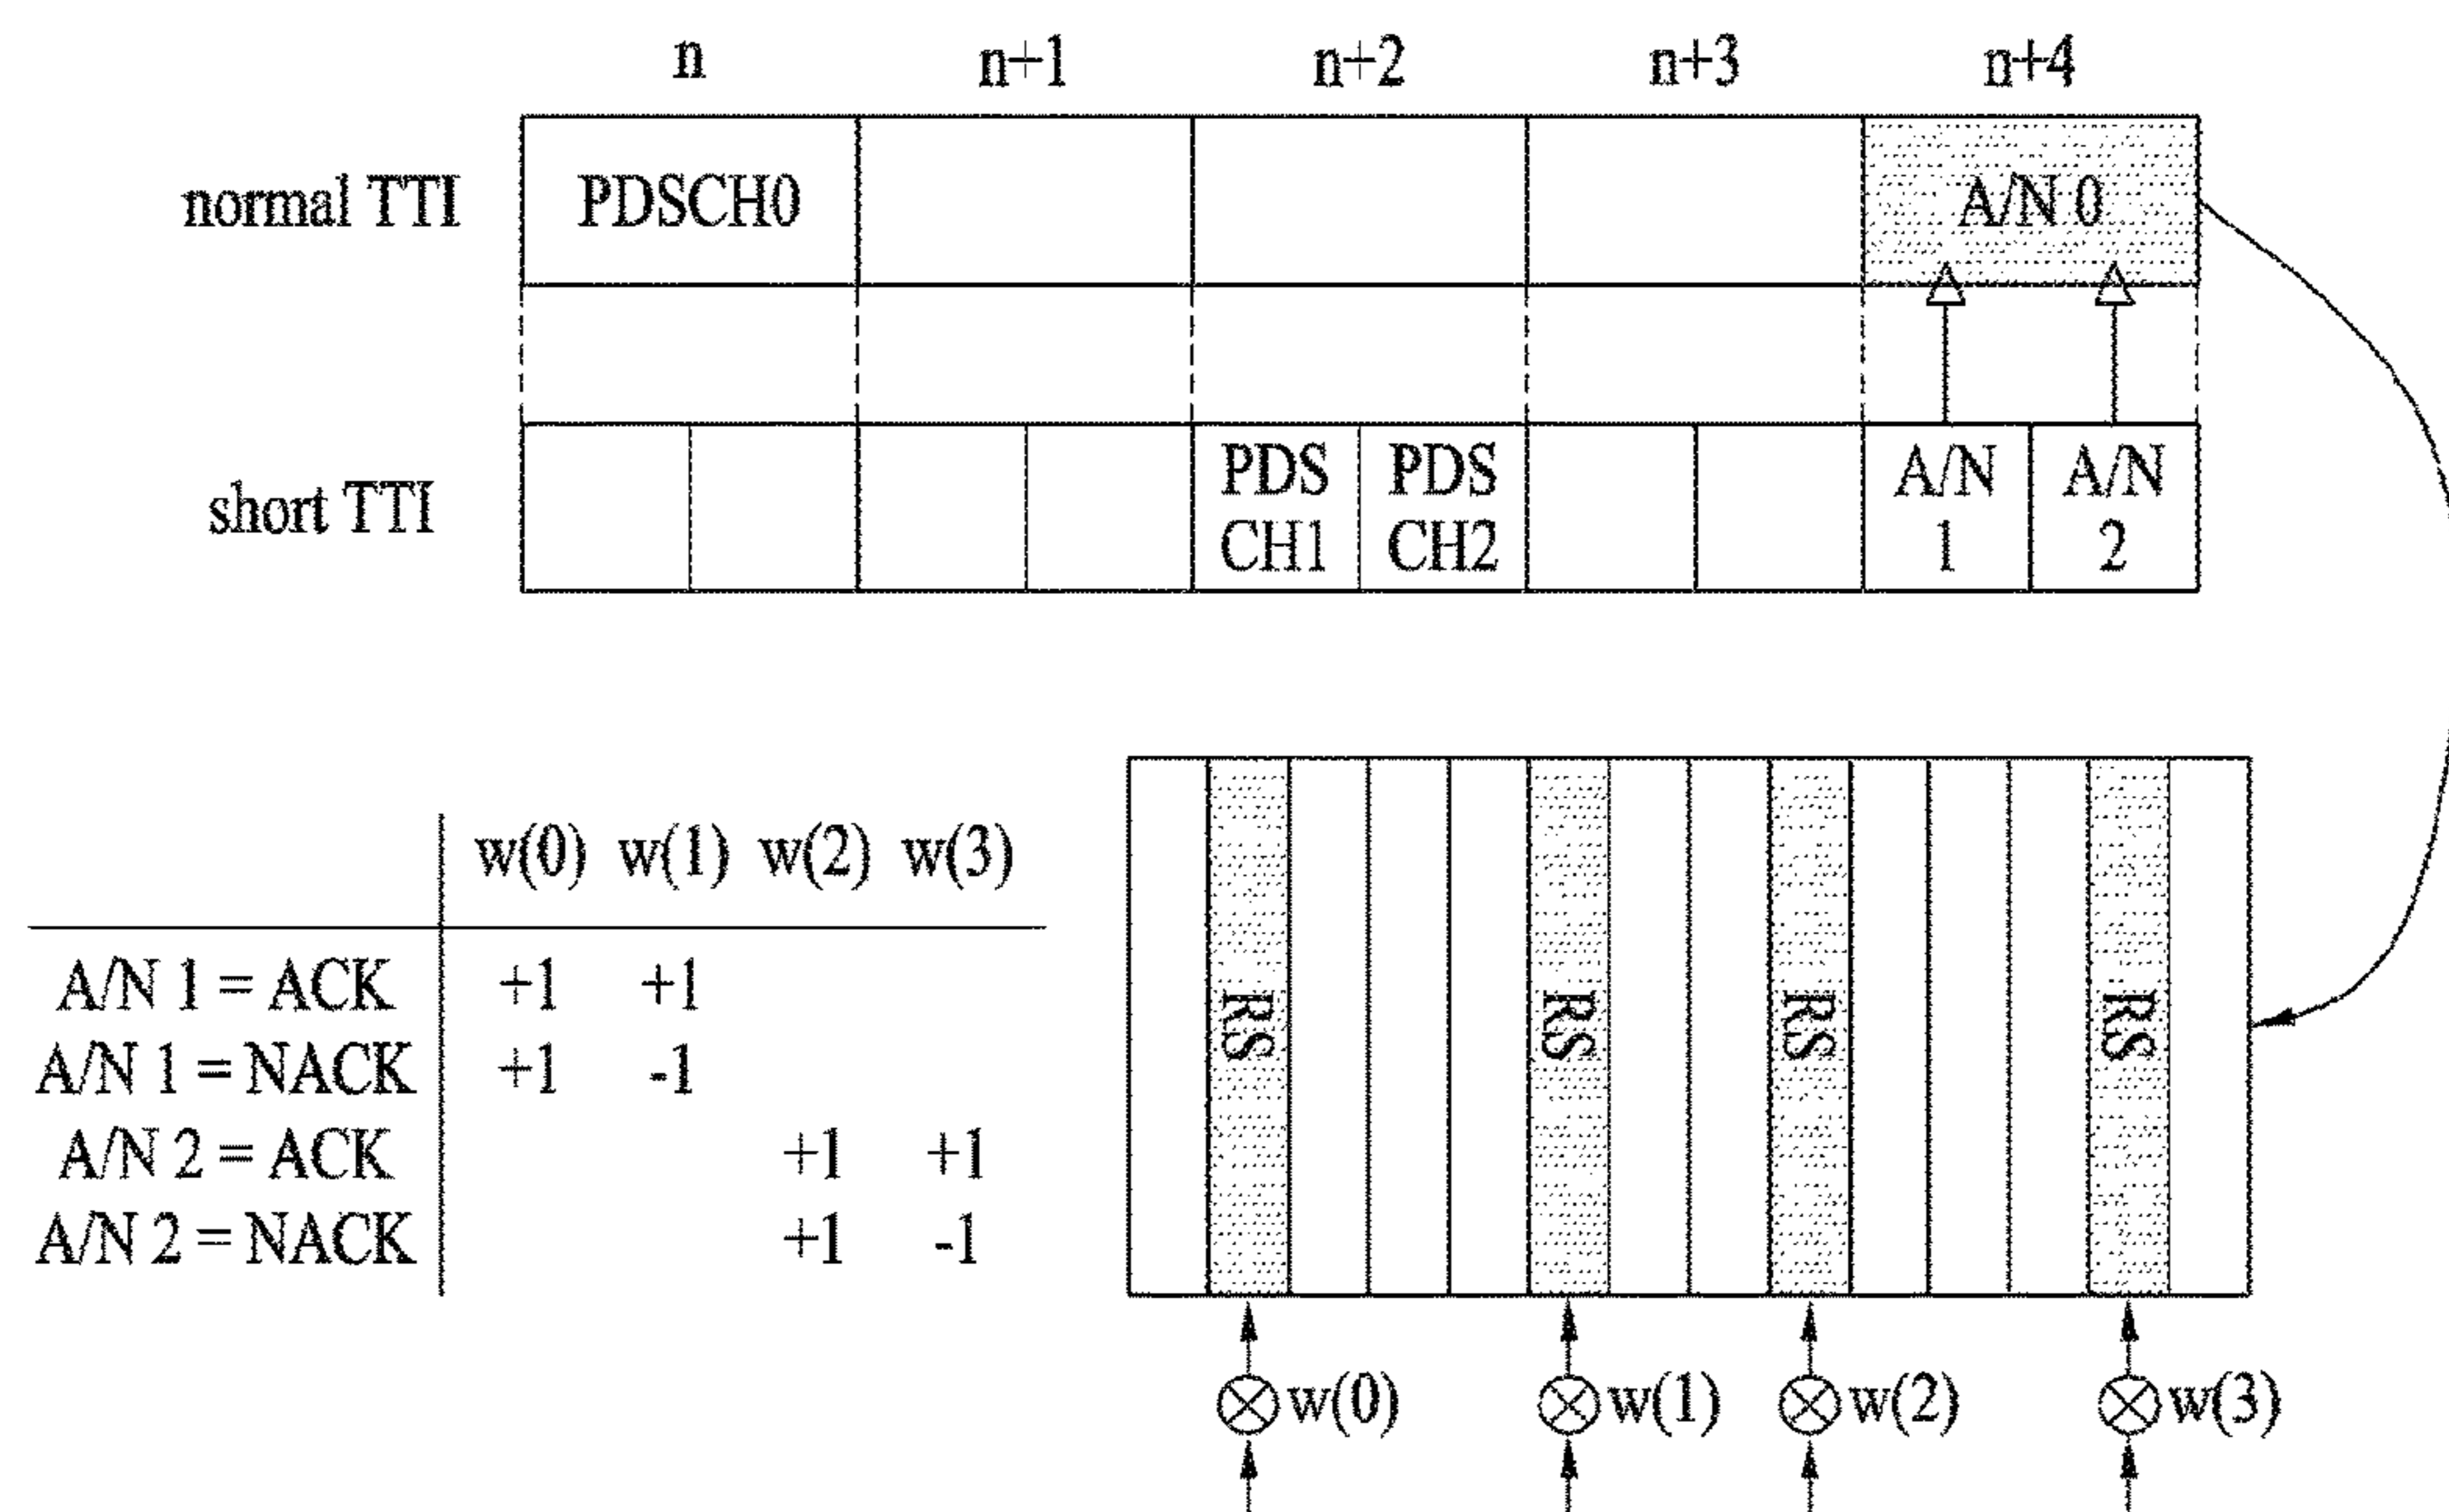 n n+1 n+2 n+3 n+4
normal TTI PDSCH0 A/N 0
short TTI PDS CH1 PDS CH2 A/N 1 A/N 2
w(0) w(1) w(2) w(3)
A/N 1 = ACK +1 +1
A/N 1 = NACK +1 -1
A/N 2 = ACK +1 +1
A/N 2 = NACK +1 -1
RS RS RS RS
w(0) w(1) w(2) w(3)